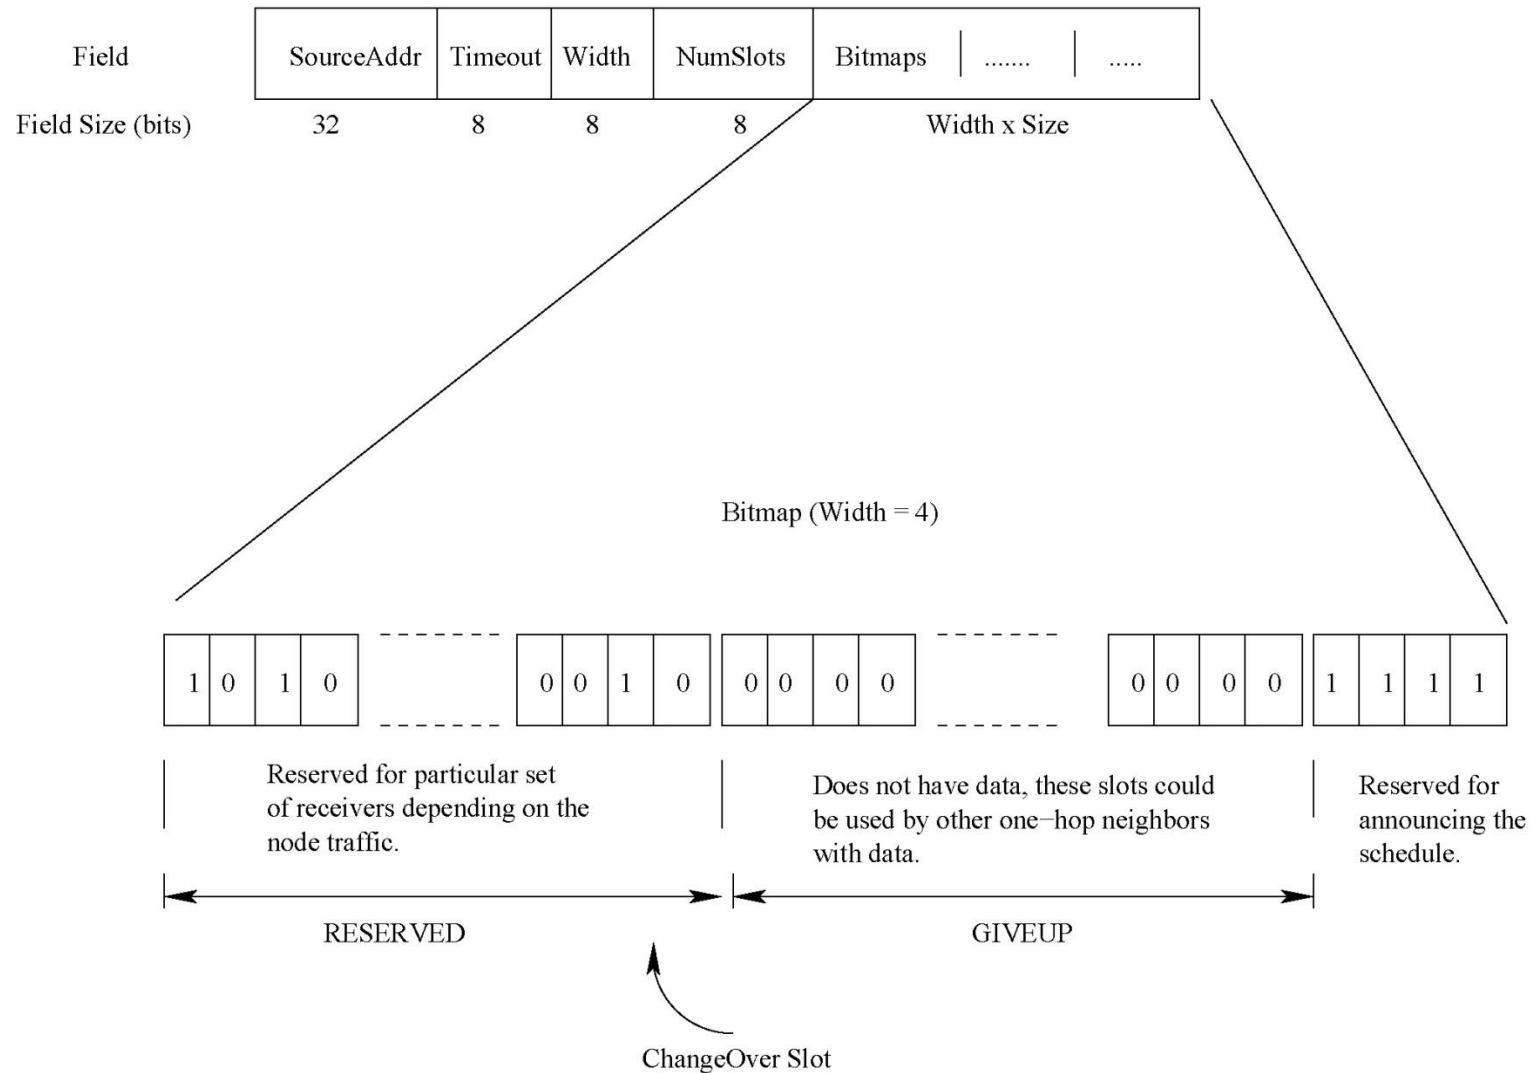 Field SourceAddr Timeout Width NumSlots Bitmaps ....... .....
Field Size (bits) 32 8 8 8 Width x Size
Bitmap (Width = 4)
1 0 1 0 0 0 1 0 0 0 0 0 0 0 0 0 1 1 1 1
Reserved for particular set
of receivers depending on the
node traffic.
Does not have data, these slots could
be used by other one−hop neighbors
with data.
Reserved for
announcing the
schedule.
RESERVED
GIVEUP
ChangeOver Slot